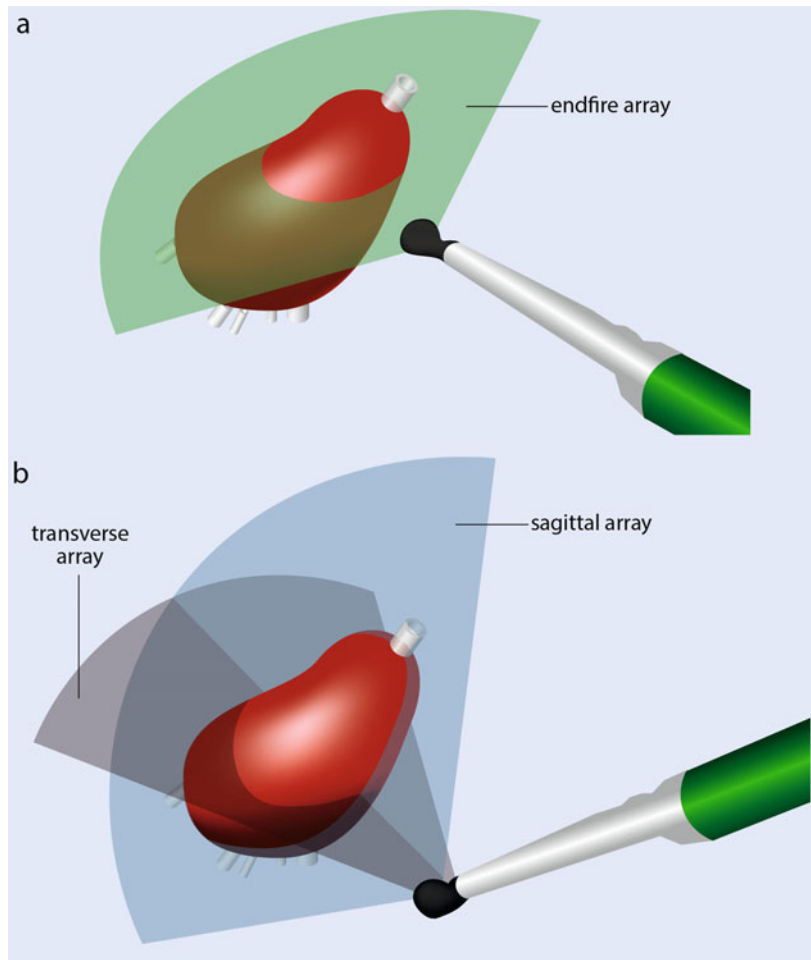 a
endfire array
b
sagittal array
transverse
array